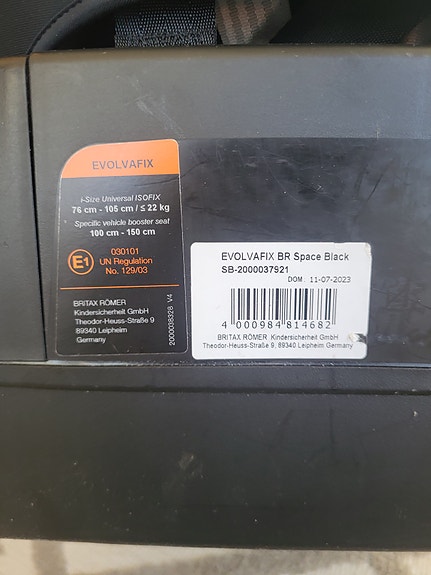 EVOLVAFIX
i-Size Universal ISOFIX
76 cm - 105 cm / ≤ 22 kg
Specific vehicle booster seat
100 cm - 150 cm
E1
030101
UN Regulation
No. 129/03
BRITAX RÖMER
Kindersicherheit GmbH
Theodor-Heuss-Straße 9
89340 Leipheim
Germany
2000038328 V4
EVOLVAFIX BR Space Black
SB-2000037921
DOM: 11-07-2023
4 000984 814682
BRITAX RÖMER Kindersicherheit GmbH
Theodor-Heuss-Straße 9, 89340 Leipheim, Germany